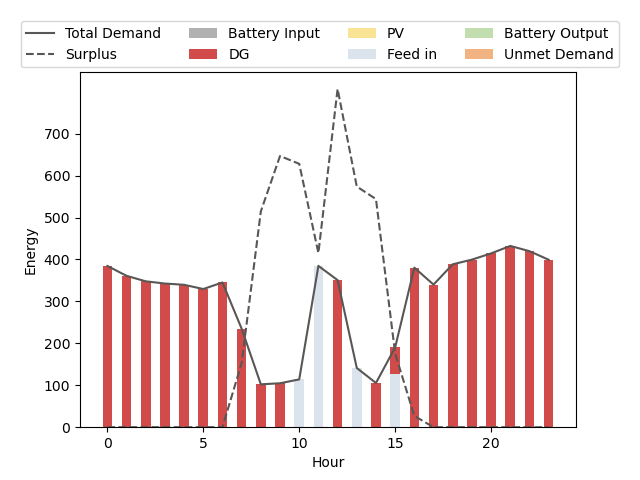 Total Demand Battery Input PV Battery Output
Surplus DG Feed in Unmet Demand
700
600
500
400
300
200
100
0
Energy
0 5 10 15 20
Hour